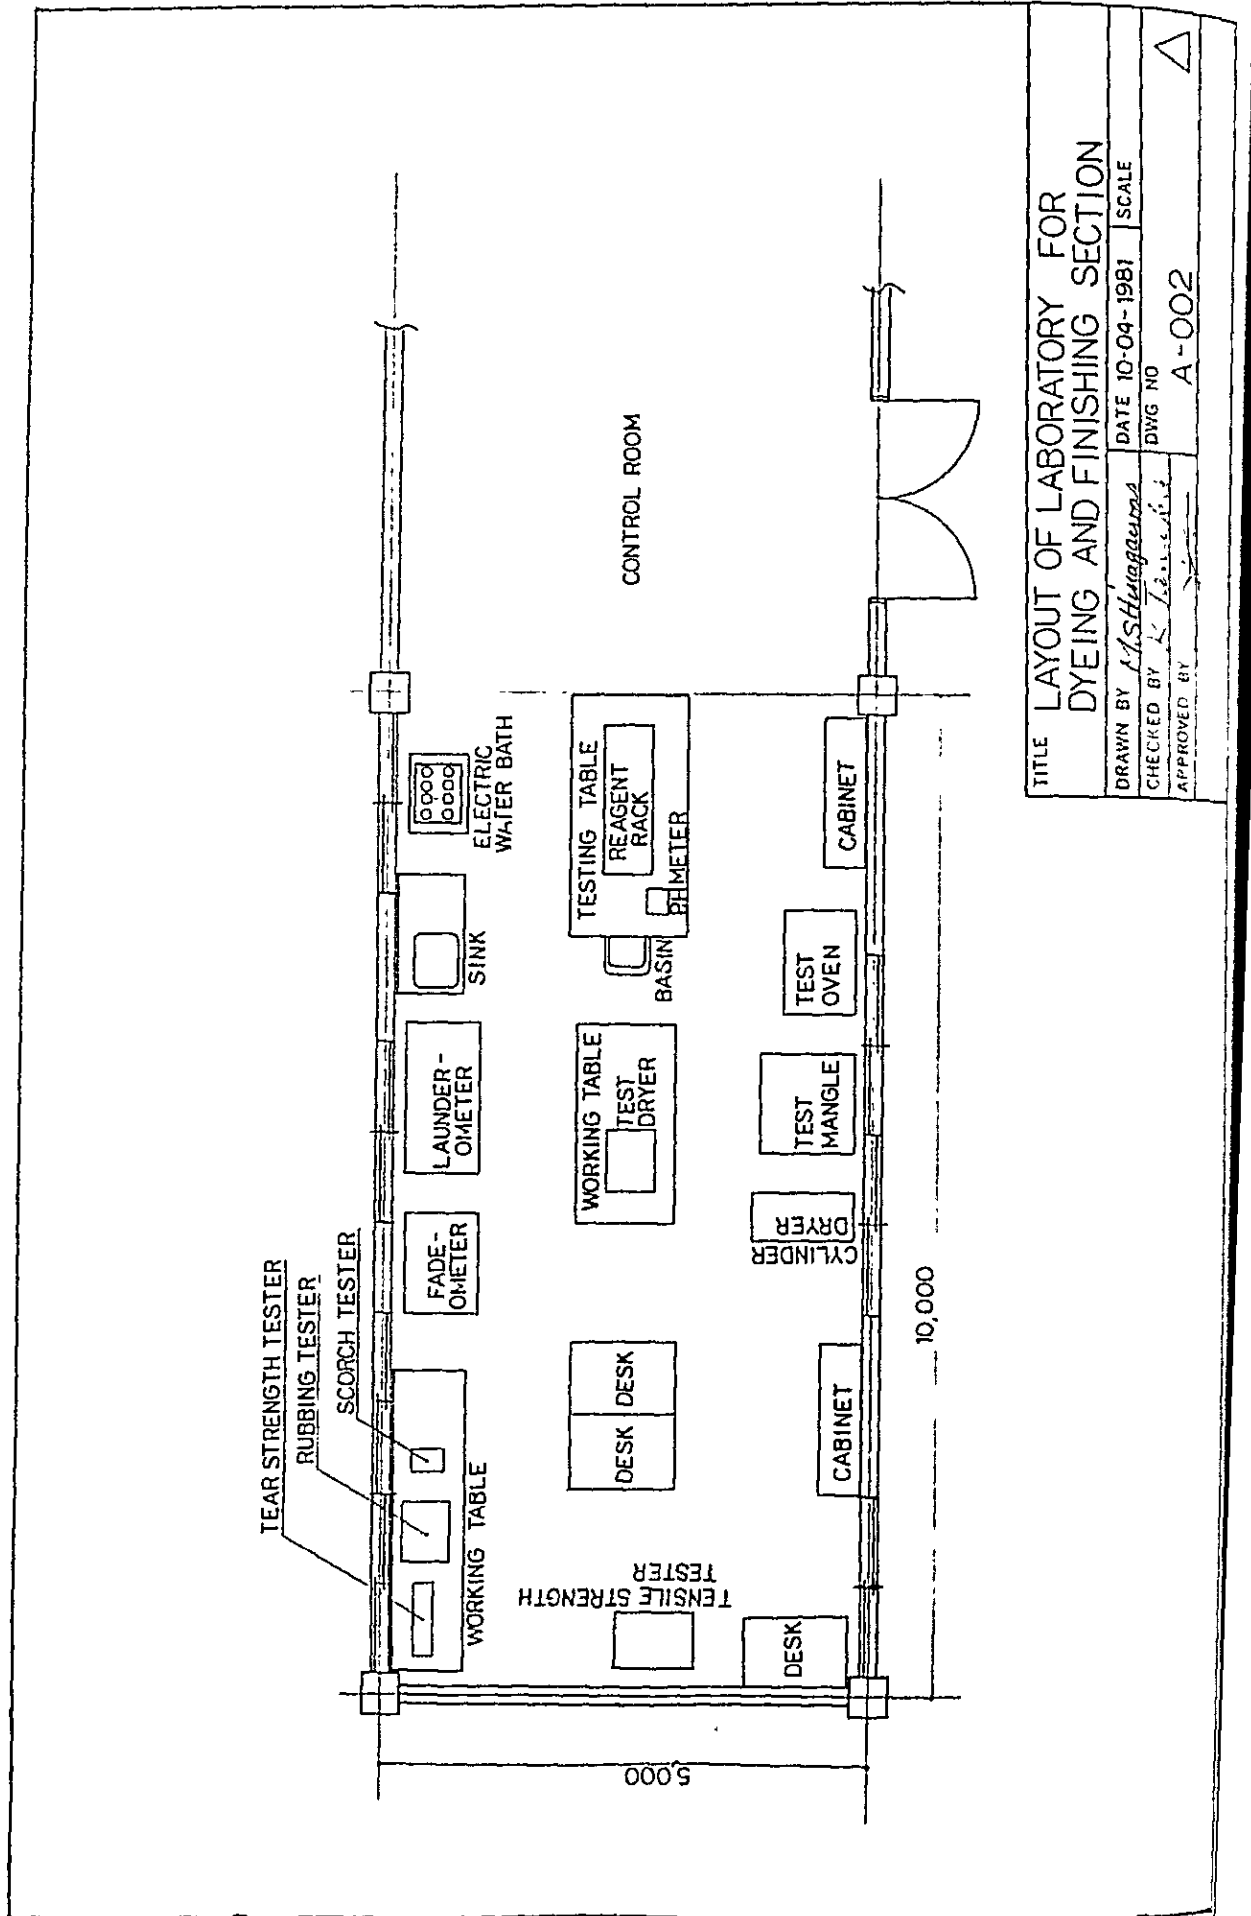 TEAR STRENGTH TESTER
RUBBING TESTER
SCORCH TESTER
WORKING TABLE
FADE-
OMETER
LAUNDER-
OMETER
SINK
ELECTRIC
WATER BATH
TENSILE STRENGTH
TESTER
DESK
DESK
WORKING TABLE
TEST
DRYER
BASIN
TESTING TABLE
REAGENT
RACK
PH METER
CONTROL ROOM
DESK
CABINET
CYLINDER
DRYER
TEST
MANGLE
TEST
OVEN
CABINET
5,000
10,000
TITLE LAYOUT OF LABORATORY FOR
DYEING AND FINISHING SECTION
DRAWN BY
DATE 10-04-1981
SCALE
CHECKED BY
DWG NO
APPROVED BY
A-002